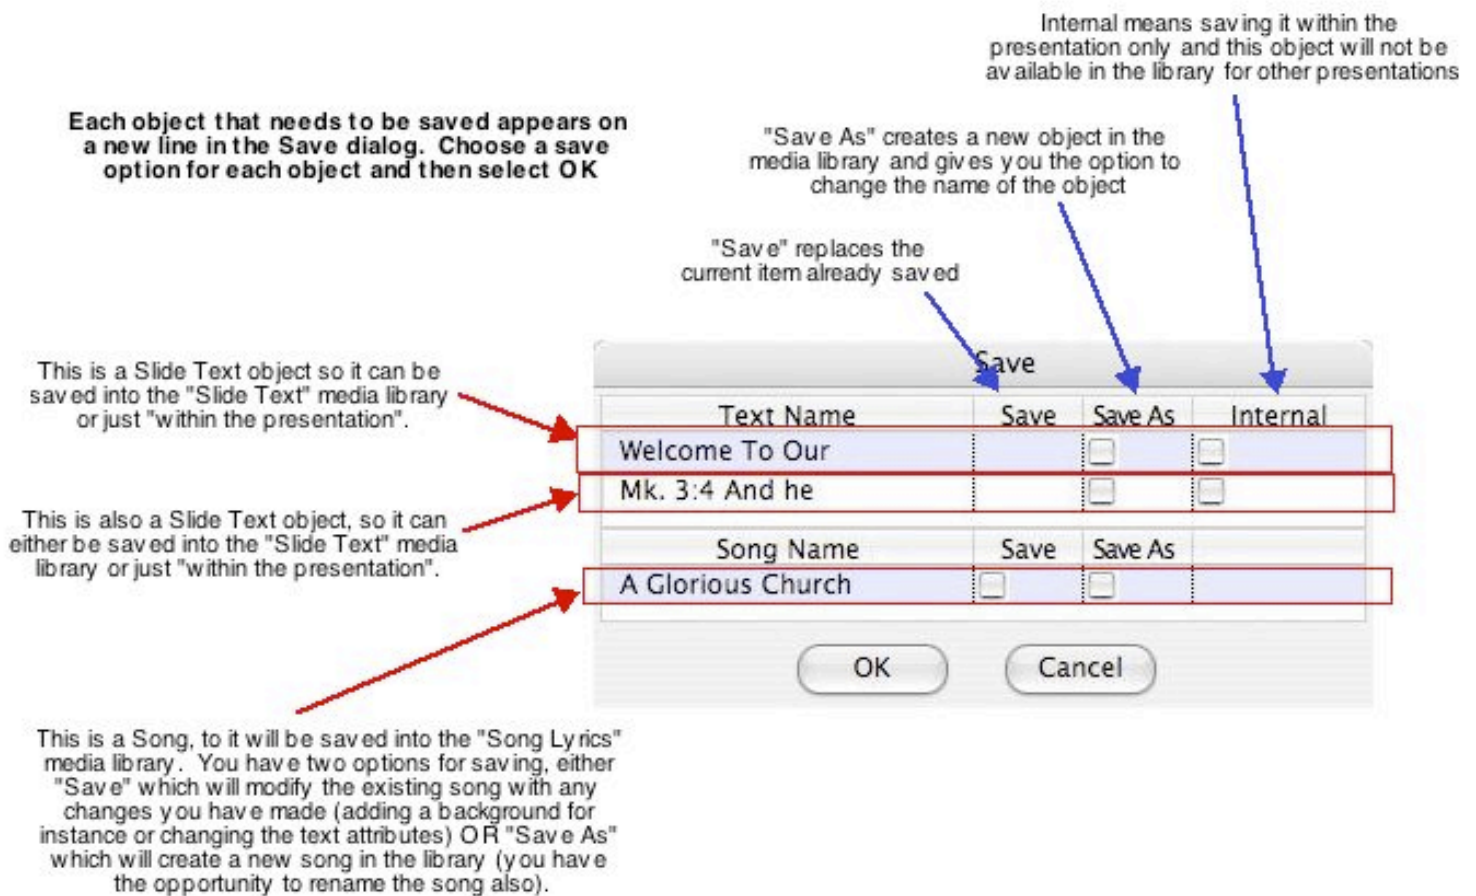 Internal means saving it within the
presentation only and this object will not be
available in the library for other presentations
Each object that needs to be saved appears on
a new line in the Save dialog. Choose a save
option for each object and then select OK
"Save As" creates a new object in the
media library and gives you the option to
change the name of the object
"Save" replaces the
current item already saved
This is a Slide Text object so it can be
saved into the "Slide Text" media library
or just "within the presentation".
This is also a Slide Text object, so it can
either be saved into the "Slide Text" media
library or just "within the presentation".
Save
Text Name Save Save As Internal
Welcome To Our
Mk. 3:4 And he
Song Name Save Save As
A Glorious Church
OK Cancel
This is a Song, to it will be saved into the "Song Lyrics"
media library. You have two options for saving, either
"Save" which will modify the existing song with any
changes you have made (adding a background for
instance or changing the text attributes) OR "Save As"
which will create a new song in the library (you have
the opportunity to rename the song also).